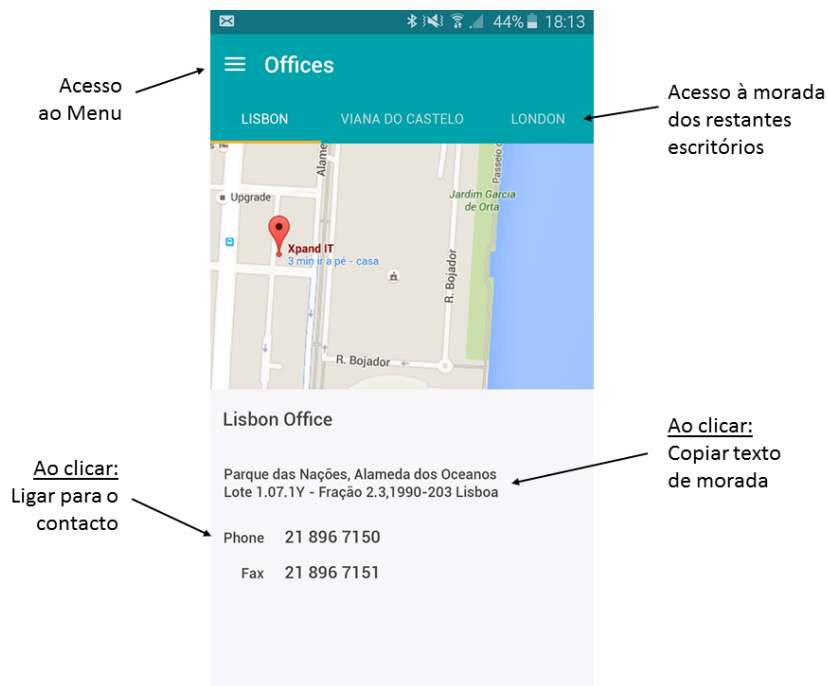 44% 18:13
Offices
Acesso
ao Menu
LISBON VIANA DO CASTELO LONDON
Acesso à morada
dos restantes
escritórios
Alame
Passeio d
Upgrade
Jardim Garcia
de Orta
Xpand IT
3 min ir a pé - casa
R. Bojador
R. Bojador
Lisbon Office
Ao clicar:
Copiar texto
de morada
Parque das Nações, Alameda dos Oceanos
Lote 1.07.1Y - Fração 2.3,1990-203 Lisboa
Ao clicar:
Ligar para o
contacto
Phone 21 896 7150
Fax 21 896 7151